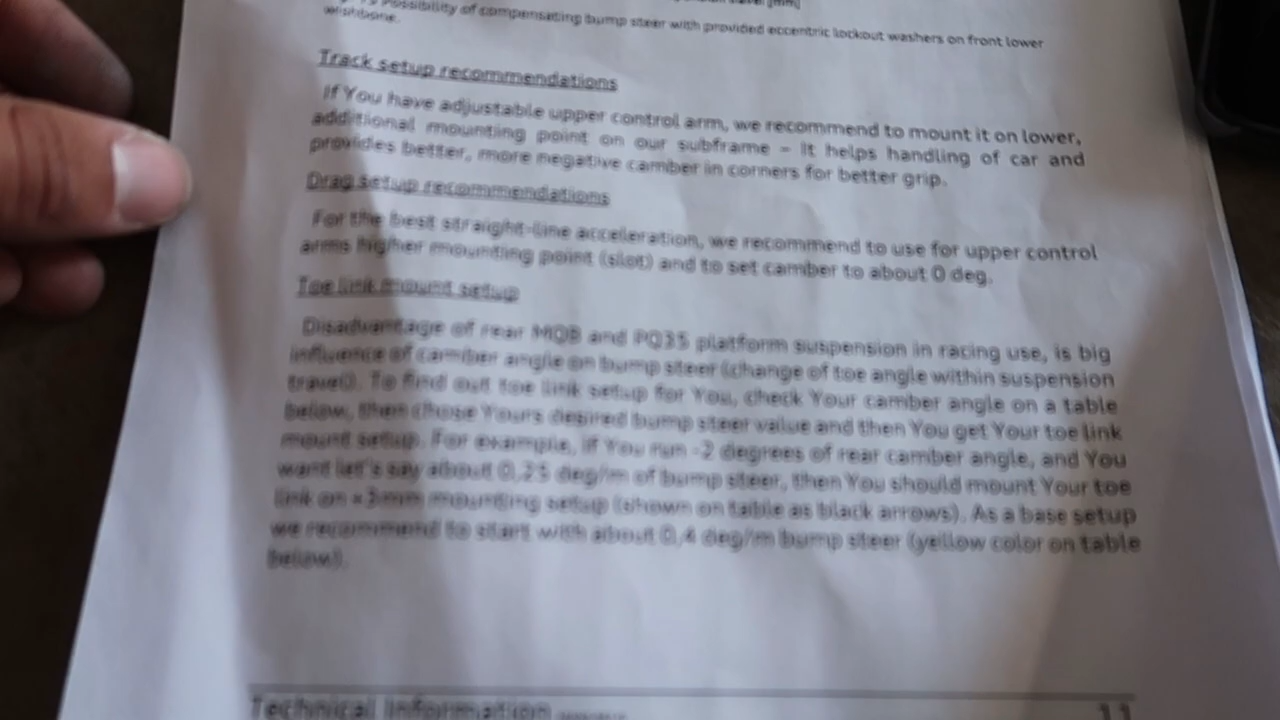 Possibility of compensating bump steer with provided eccentric lockout washers on front lower
wishbone.
Track setup recommendations
If You have adjustable upper control arm, we recommend to mount it on lower,
additional mounting point on our subframe – It helps handling of car and
provides better, more negative camber in corners for better grip.
Drag setup recommendations
For the best straight-line acceleration, we recommend to use for upper control
arms higher mounting point (slot) and to set camber to about 0 deg.
Toe link mount setup
Disadvantage of rear MQB and PQ35 platform suspension in racing use, is big
influence of camber angle on bump steer (change of toe angle within suspension
travel). To find out toe link setup for You, check Your camber angle on a table
below, then chose Yours desired bump steer value and then You get Your toe link
mount setup. For example, if You run -2 degrees of rear camber angle, and You
want let's say about 0,25 deg/m of bump steer, then You should mount Your toe
link on mounting setup (shown on table as black arrows). As a base setup
we recommend to start with about 0,4 deg/m bump steer (yellow color on table
below).
Technical Information 11